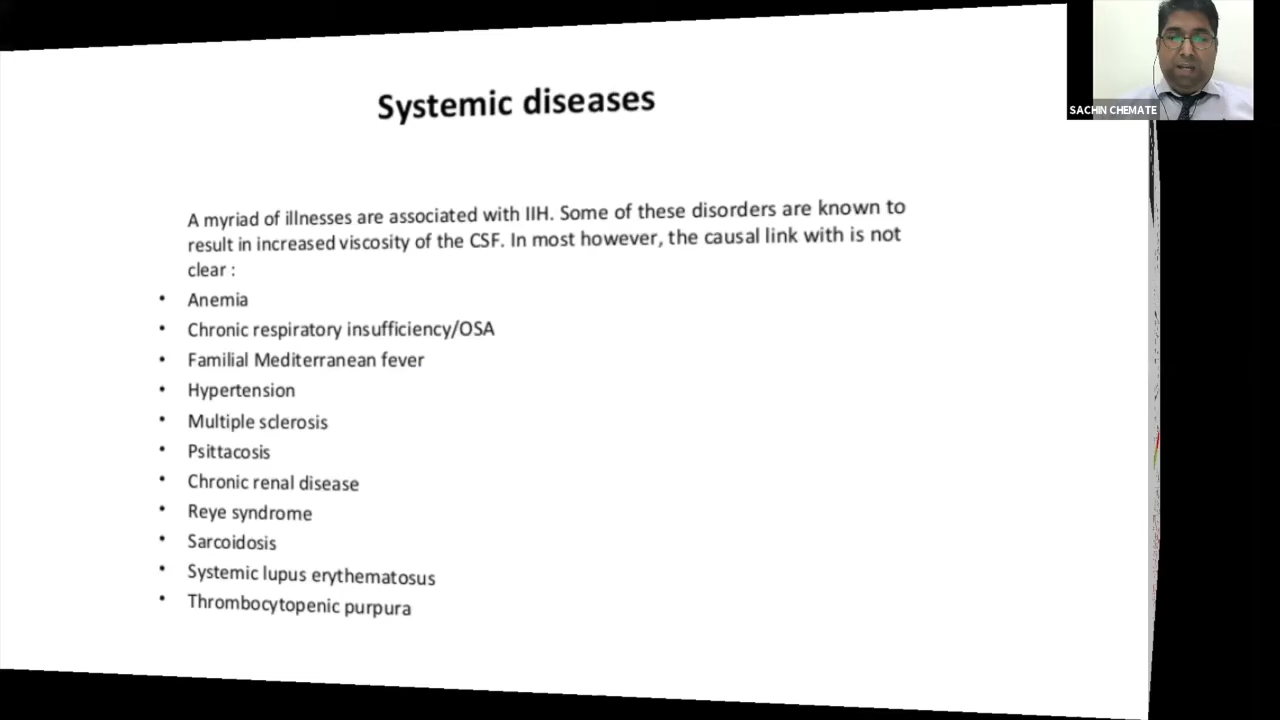 Systemic diseases
SACHIN CHEMATE
A myriad of illnesses are associated with IIH. Some of these disorders are known to
result in increased viscosity of the CSF. In most however, the causal link with is not
clear :
• Anemia
• Chronic respiratory insufficiency/OSA
• Familial Mediterranean fever
• Hypertension
• Multiple sclerosis
• Psittacosis
• Chronic renal disease
• Reye syndrome
• Sarcoidosis
• Systemic lupus erythematosus
• Thrombocytopenic purpura